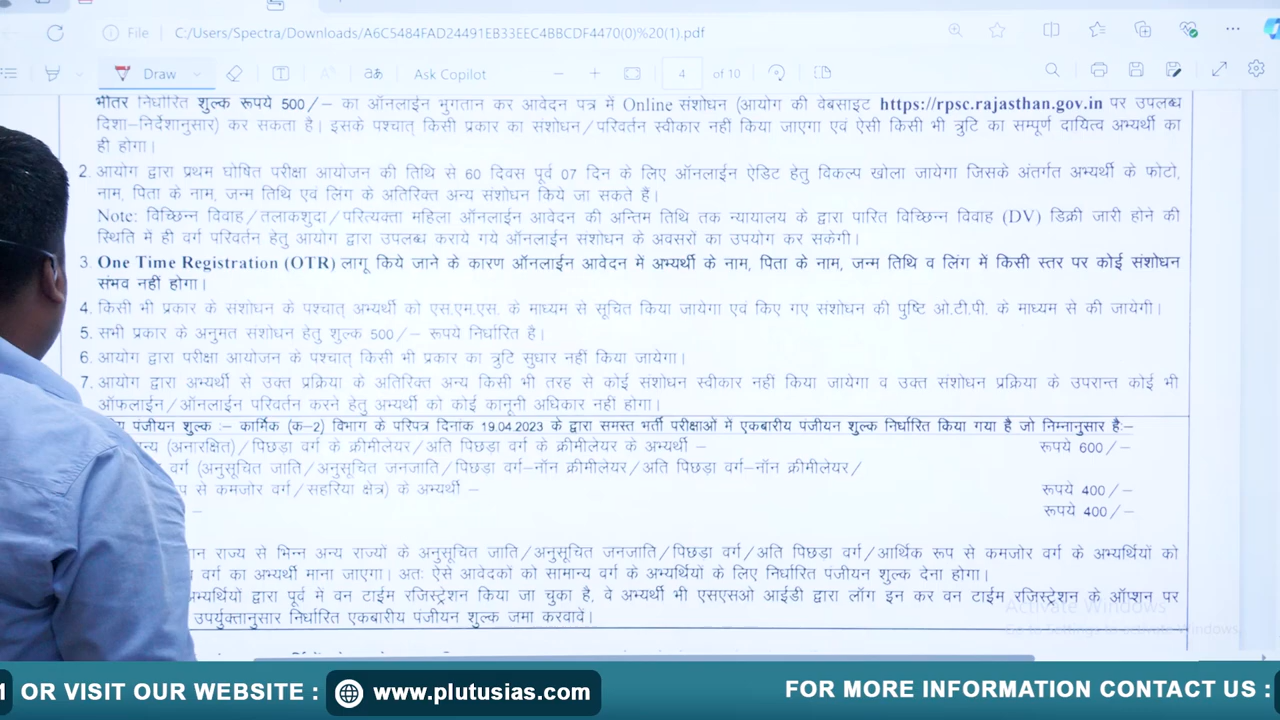 File C:/Users/Spectra/Downloads/A6C5484FAD24491EB33EEC4BBCDF4470(0)%20(1).pdf
Draw Ask Copilot 4 of 10
भीतर निर्धारित शुल्क रूपये 500/– का ऑनलाईन भुगतान कर आवेदन पत्र में Online संशोधन (आयोग की वेबसाइट https://rpsc.rajasthan.gov.in पर उपलब्ध
दिशा–निर्देशानुसार) कर सकता है। इसके पश्चात् किसी प्रकार का संशोधन/परिवर्तन स्वीकार नहीं किया जाएगा एवं ऐसी किसी भी त्रुटि का सम्पूर्ण दायित्व अभ्यर्थी का
ही होगा।
2. आयोग द्वारा प्रथम घोषित परीक्षा आयोजन की तिथि से 60 दिवस पूर्व 07 दिन के लिए ऑनलाईन ऐडिट हेतु विकल्प खोला जायेगा जिसके अंतर्गत अभ्यर्थी के फोटो,
नाम, पिता के नाम, जन्म तिथि एवं लिंग के अतिरिक्त अन्य संशोधन किये जा सकते हैं।
Note: विच्छिन्न विवाह/तलाकशुदा/परित्यक्ता महिला ऑनलाईन आवेदन की अन्तिम तिथि तक न्यायालय के द्वारा पारित विच्छिन्न विवाह (DV) डिक्री जारी होने की
स्थिति में ही वर्ग परिवर्तन हेतु आयोग द्वारा उपलब्ध कराये गये ऑनलाईन संशोधन के अवसरों का उपयोग कर सकेगी।
3. One Time Registration (OTR) लागू किये जाने के कारण ऑनलाईन आवेदन में अभ्यर्थी के नाम, पिता के नाम, जन्म तिथि व लिंग में किसी स्तर पर कोई संशोधन
संभव नहीं होगा।
4. किसी भी प्रकार के संशोधन के पश्चात् अभ्यर्थी को एस.एम.एस. के माध्यम से सूचित किया जायेगा एवं किए गए संशोधन की पुष्टि ओ.टी.पी. के माध्यम से की जायेगी।
5. सभी प्रकार के अनुमत संशोधन हेतु शुल्क 500/– रूपये निर्धारित है।
6. आयोग द्वारा परीक्षा आयोजन के पश्चात् किसी भी प्रकार का त्रुटि सुधार नहीं किया जायेगा।
7. आयोग द्वारा अभ्यर्थी से उक्त प्रक्रिया के अतिरिक्त अन्य किसी भी तरह से कोई संशोधन स्वीकार नहीं किया जायेगा व उक्त संशोधन प्रक्रिया के उपरान्त कोई भी
ऑफलाईन/ऑनलाईन परिवर्तन करने हेतु अभ्यर्थी को कोई कानूनी अधिकार नहीं होगा।
पंजीयन शुल्क :– कार्मिक (क–2) विभाग के परिपत्र दिनांक 19.04.2023 के द्वारा समस्त भर्ती परीक्षाओं में एकबारीय पंजीयन शुल्क निर्धारित किया गया है जो निम्नानुसार है:–
(अनारक्षित)/पिछड़ा वर्ग के क्रीमीलेयर/अति पिछड़ा वर्ग के क्रीमीलेयर के अभ्यर्थी – रूपये 600/–
वर्ग (अनुसूचित जाति/अनुसूचित जनजाति/पिछड़ा वर्ग–नॉन क्रीमीलेयर/अति पिछड़ा वर्ग–नॉन क्रीमीलेयर/
से कमजोर वर्ग/सहरिया क्षेत्र) के अभ्यर्थी – रूपये 400/–
– रूपये 400/–
राज्य से भिन्न अन्य राज्यों के अनुसूचित जाति/अनुसूचित जनजाति/पिछड़ा वर्ग/अति पिछड़ा वर्ग/आर्थिक रूप से कमजोर वर्ग के अभ्यर्थियों को
वर्ग का अभ्यर्थी माना जाएगा। अतः ऐसे आवेदकों को सामान्य वर्ग के अभ्यर्थियों के लिए निर्धारित पंजीयन शुल्क देना होगा।
द्वारा पूर्व में वन टाईम रजिस्ट्रेशन किया जा चुका है, वे अभ्यर्थी भी एसएसओ आईडी द्वारा लॉग इन कर वन टाईम रजिस्ट्रेशन के ऑप्शन पर
उपर्युक्तानुसार निर्धारित एकबारीय पंजीयन शुल्क जमा करवावें।
Activate Windows
Go to Settings to activate Windows.
1 OR VISIT OUR WEBSITE : www.plutusias.com FOR MORE INFORMATION CONTACT US :